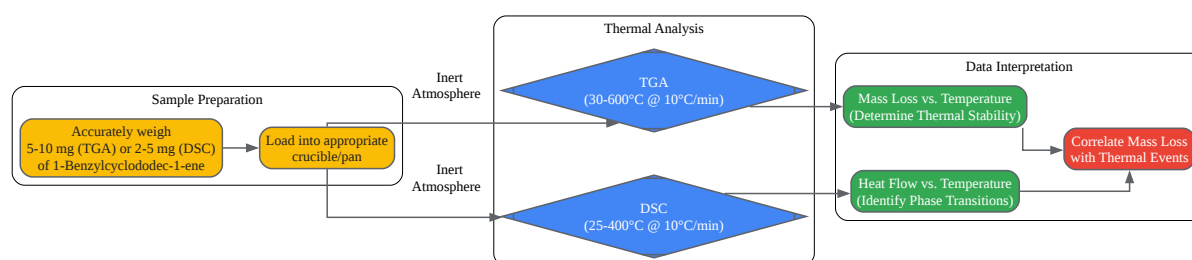 Sample Preparation
Accurately weigh
5-10 mg (TGA) or 2-5 mg (DSC)
of 1-Benzylcyclododec-1-ene
Load into appropriate
crucible/pan
Inert
Atmosphere
Inert
Atmosphere
Thermal Analysis
TGA
(30-600°C @ 10°C/min)
DSC
(25-400°C @ 10°C/min)
Data Interpretation
Mass Loss vs. Temperature
(Determine Thermal Stability)
Heat Flow vs. Temperature
(Identify Phase Transitions)
Correlate Mass Loss
with Thermal Events